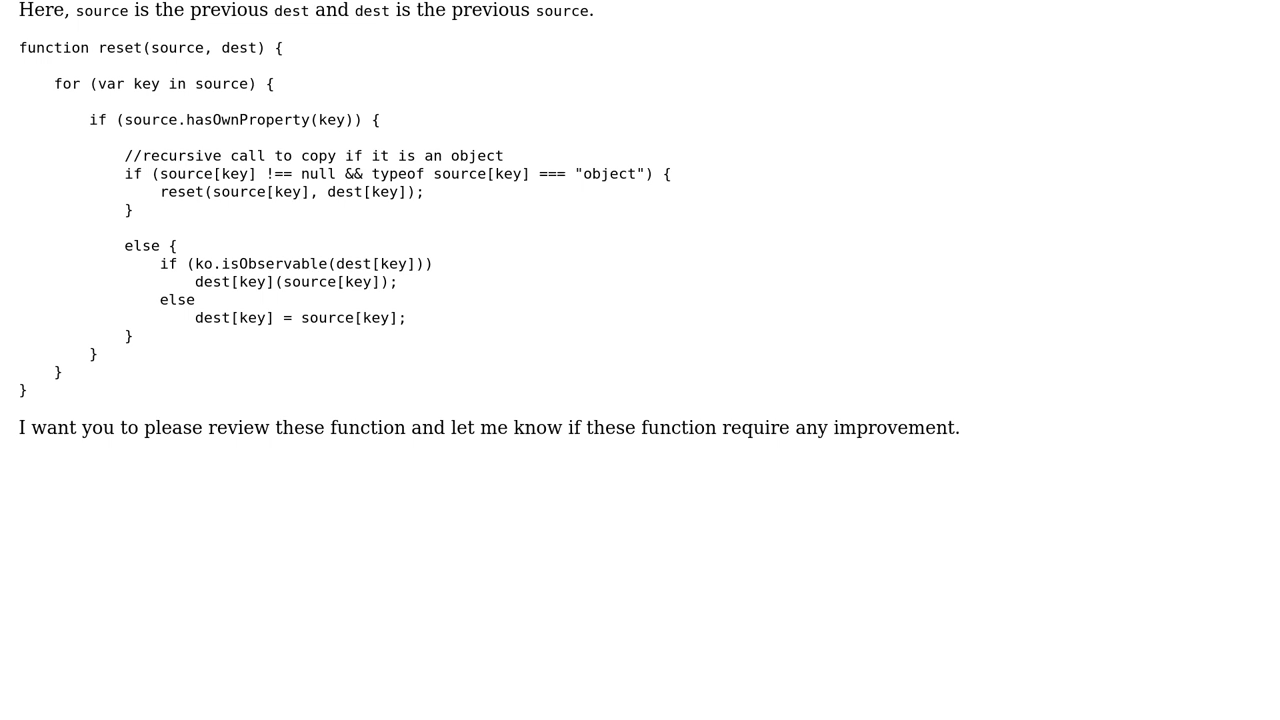 Here, source is the previous dest and dest is the previous source.
function reset(source, dest) {
    for (var key in source) {
        if (source.hasOwnProperty(key)) {
            //recursive call to copy if it is an object
            if (source[key] !== null && typeof source[key] === "object") {
                reset(source[key], dest[key]);
            }
            else {
                if (ko.isObservable(dest[key]))
                    dest[key](source[key]);
                else
                    dest[key] = source[key];
            }
        }
    }
}
I want you to please review these function and let me know if these function require any improvement.